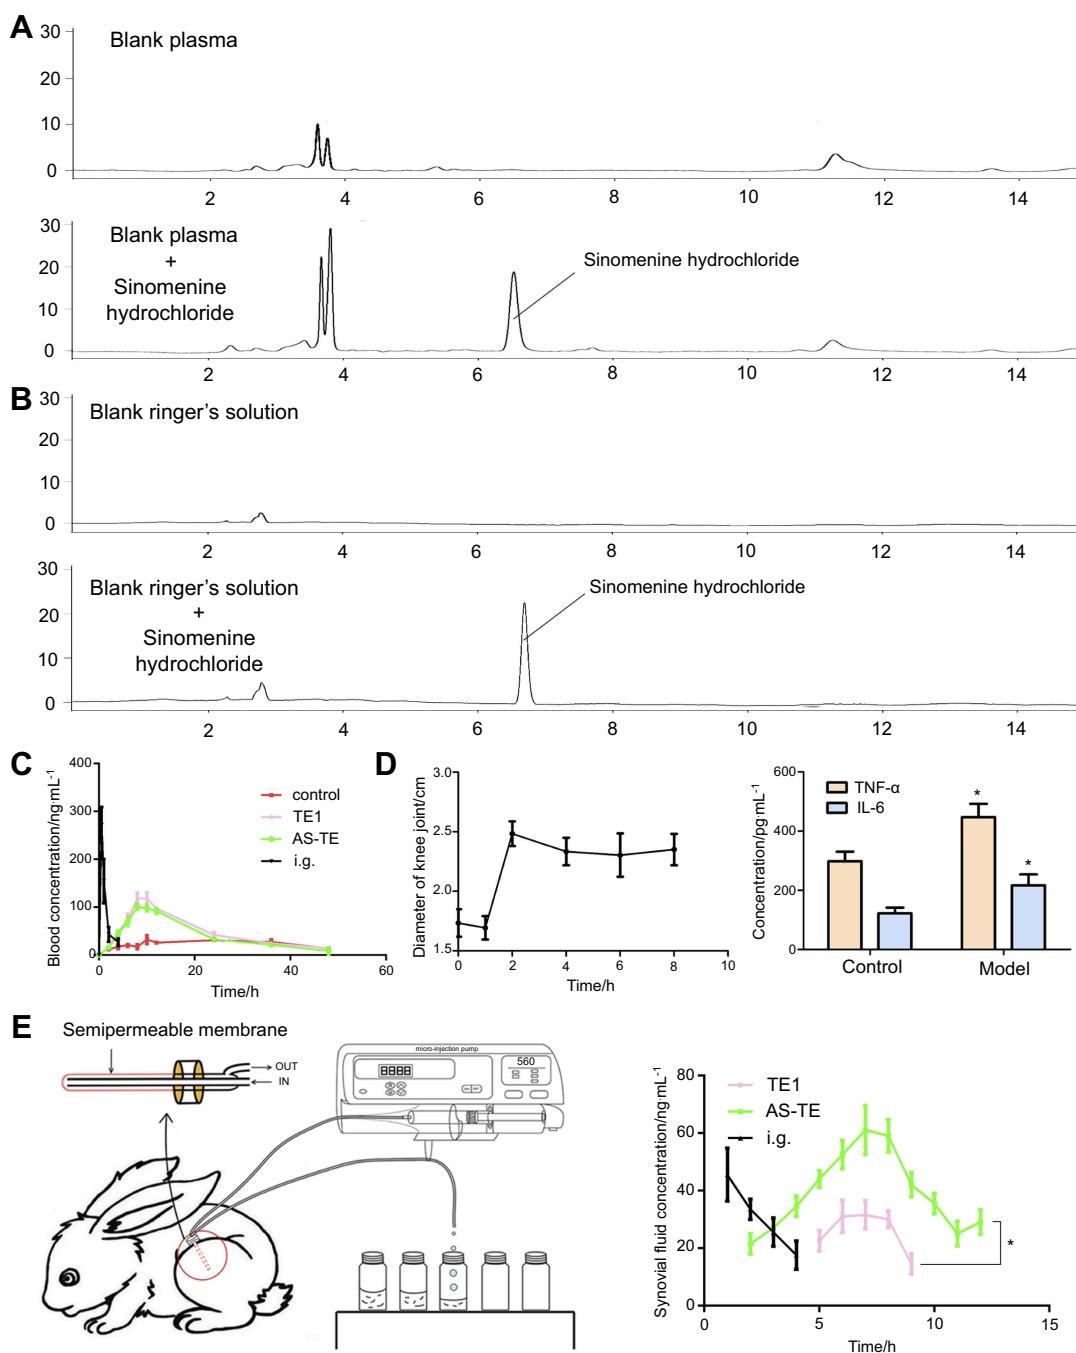 A
Blank plasma
30
20
10
0
2 4 6 8 10 12 14
Blank plasma
+
Sinomenine
hydrochloride
Sinomenine hydrochloride
30
20
10
0
2 4 6 8 10 12 14
B
Blank ringer's solution
30
20
10
0
2 4 6 8 10 12 14
Blank ringer's solution
+
Sinomenine
hydrochloride
Sinomenine hydrochloride
30
20
10
0
2 4 6 8 10 12 14
C
Blood concentration/ng·mL-1
400
300
200
100
0
0 20 40 60
Time/h
control
TE1
AS-TE
i.g.
D
Diameter of knee joint/cm
3.0
2.5
2.0
1.5
0 2 4 6 8 10
Time/h
Concentration/pg·mL-1
600
400
200
0
TNF-α
IL-6
*
*
Control Model
E
Semipermeable membrane
OUT
IN
micro-injection pump
8888
560
Synovial fluid concentration/ng·mL-1
80
60
40
20
0
0 5 10 15
Time/h
TE1
AS-TE
i.g.
*